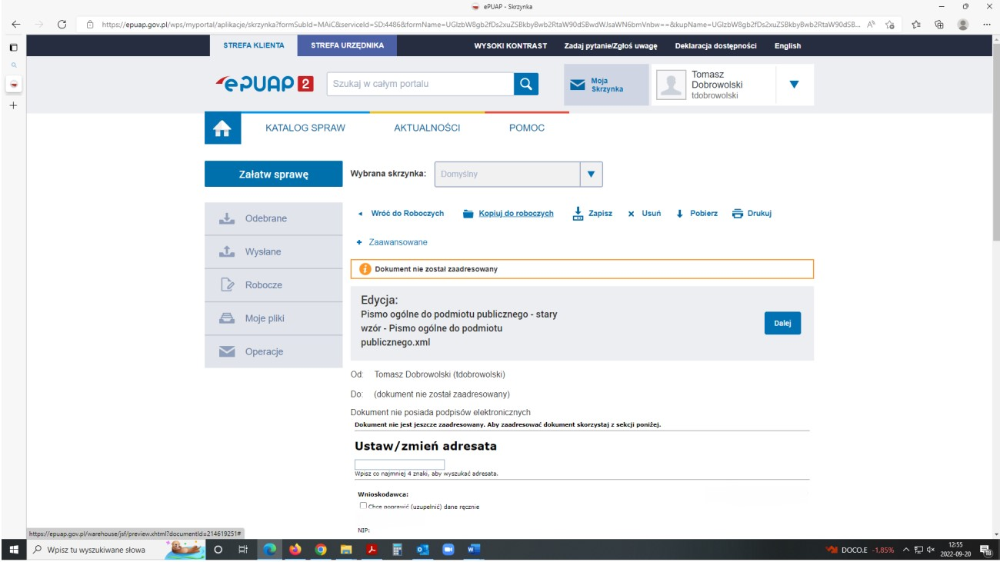 ePUAP - Skrzynka
https://epuap.gov.pl/wps/myportal/aplikacje/skrzynka?formSubId=MAiC&serviceId=SD:4486&formName=UGlzbW8gb2fDs2xuZSBkbyBwb2RtaW90dSBwdWJsaWN6bmVnbw==&kupName=UGlzbW8gb2fDs2xuZSBkbyBwb2RtaW90dSB...
STREFA KLIENTA STREFA URZĘDNIKA WYSOKI KONTRAST Zadaj pytanie/Zgłoś uwagę Deklaracja dostępności English
ePUAP 2 Szukaj w całym portalu
Moja
Skrzynka
Tomasz
Dobrowolski
tdobrowolski
KATALOG SPRAW AKTUALNOŚCI POMOC
Załatw sprawę
Wybrana skrzynka: Domyślny
Odebrane
Wysłane
Robocze
Moje pliki
Operacje
Wróć do Roboczych Kopiuj do roboczych Zapisz Usuń Pobierz Drukuj
+ Zaawansowane
Dokument nie został zaadresowany
Edycja:
Pismo ogólne do podmiotu publicznego - stary
wzór - Pismo ogólne do podmiotu
publicznego.xml
Dalej
Od: Tomasz Dobrowolski (tdobrowolski)
Do: (dokument nie został zaadresowany)
Dokument nie posiada podpisów elektronicznych
Dokument nie jest jeszcze zaadresowany. Aby zaadresować dokument skorzystaj z sekcji poniżej.
Ustaw/zmień adresata
Wpisz co najmniej 4 znaki, aby wyszukać adresata.
Wnioskodawca:
Chcę poprawić (uzupełnić) dane ręcznie
NIP:
https://epuap.gov.pl/warehouse/jsf/preview.xhtml?documentId=214619251#
Wpisz tu wyszukiwane słowa
DOCO.E -1,85%
12:55
2022-09-20
18